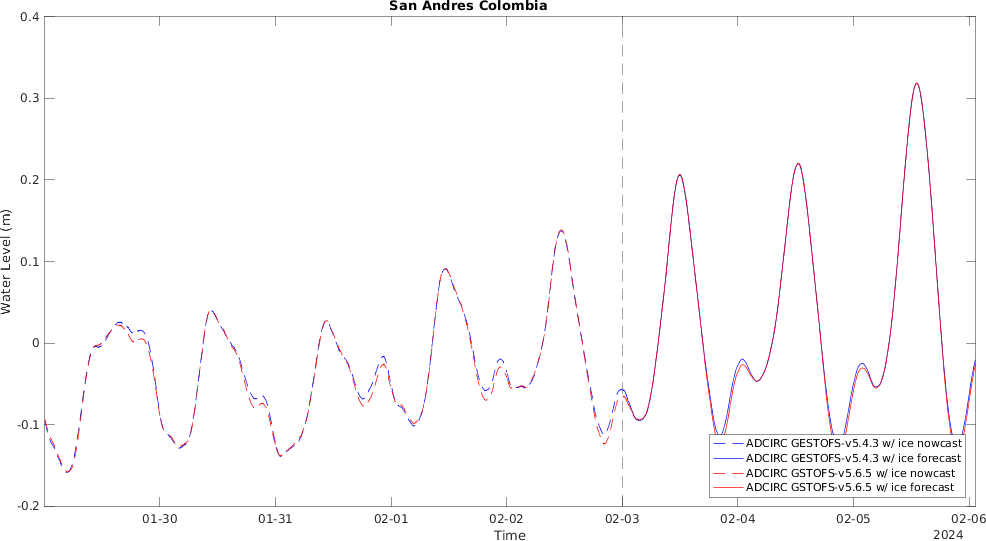 San Andres Colombia
0.4
0.3
0.2
0.1
0
-0.1
-0.2
Water Level (m)
ADCIRC GESTOFS-v5.4.3 w/ ice nowcast
ADCIRC GESTOFS-v5.4.3 w/ ice forecast
ADCIRC GSTOFS-v5.6.5 w/ ice nowcast
ADCIRC GSTOFS-v5.6.5 w/ ice forecast
01-30 01-31 02-01 02-02 02-03 02-04 02-05 02-06
Time
2024